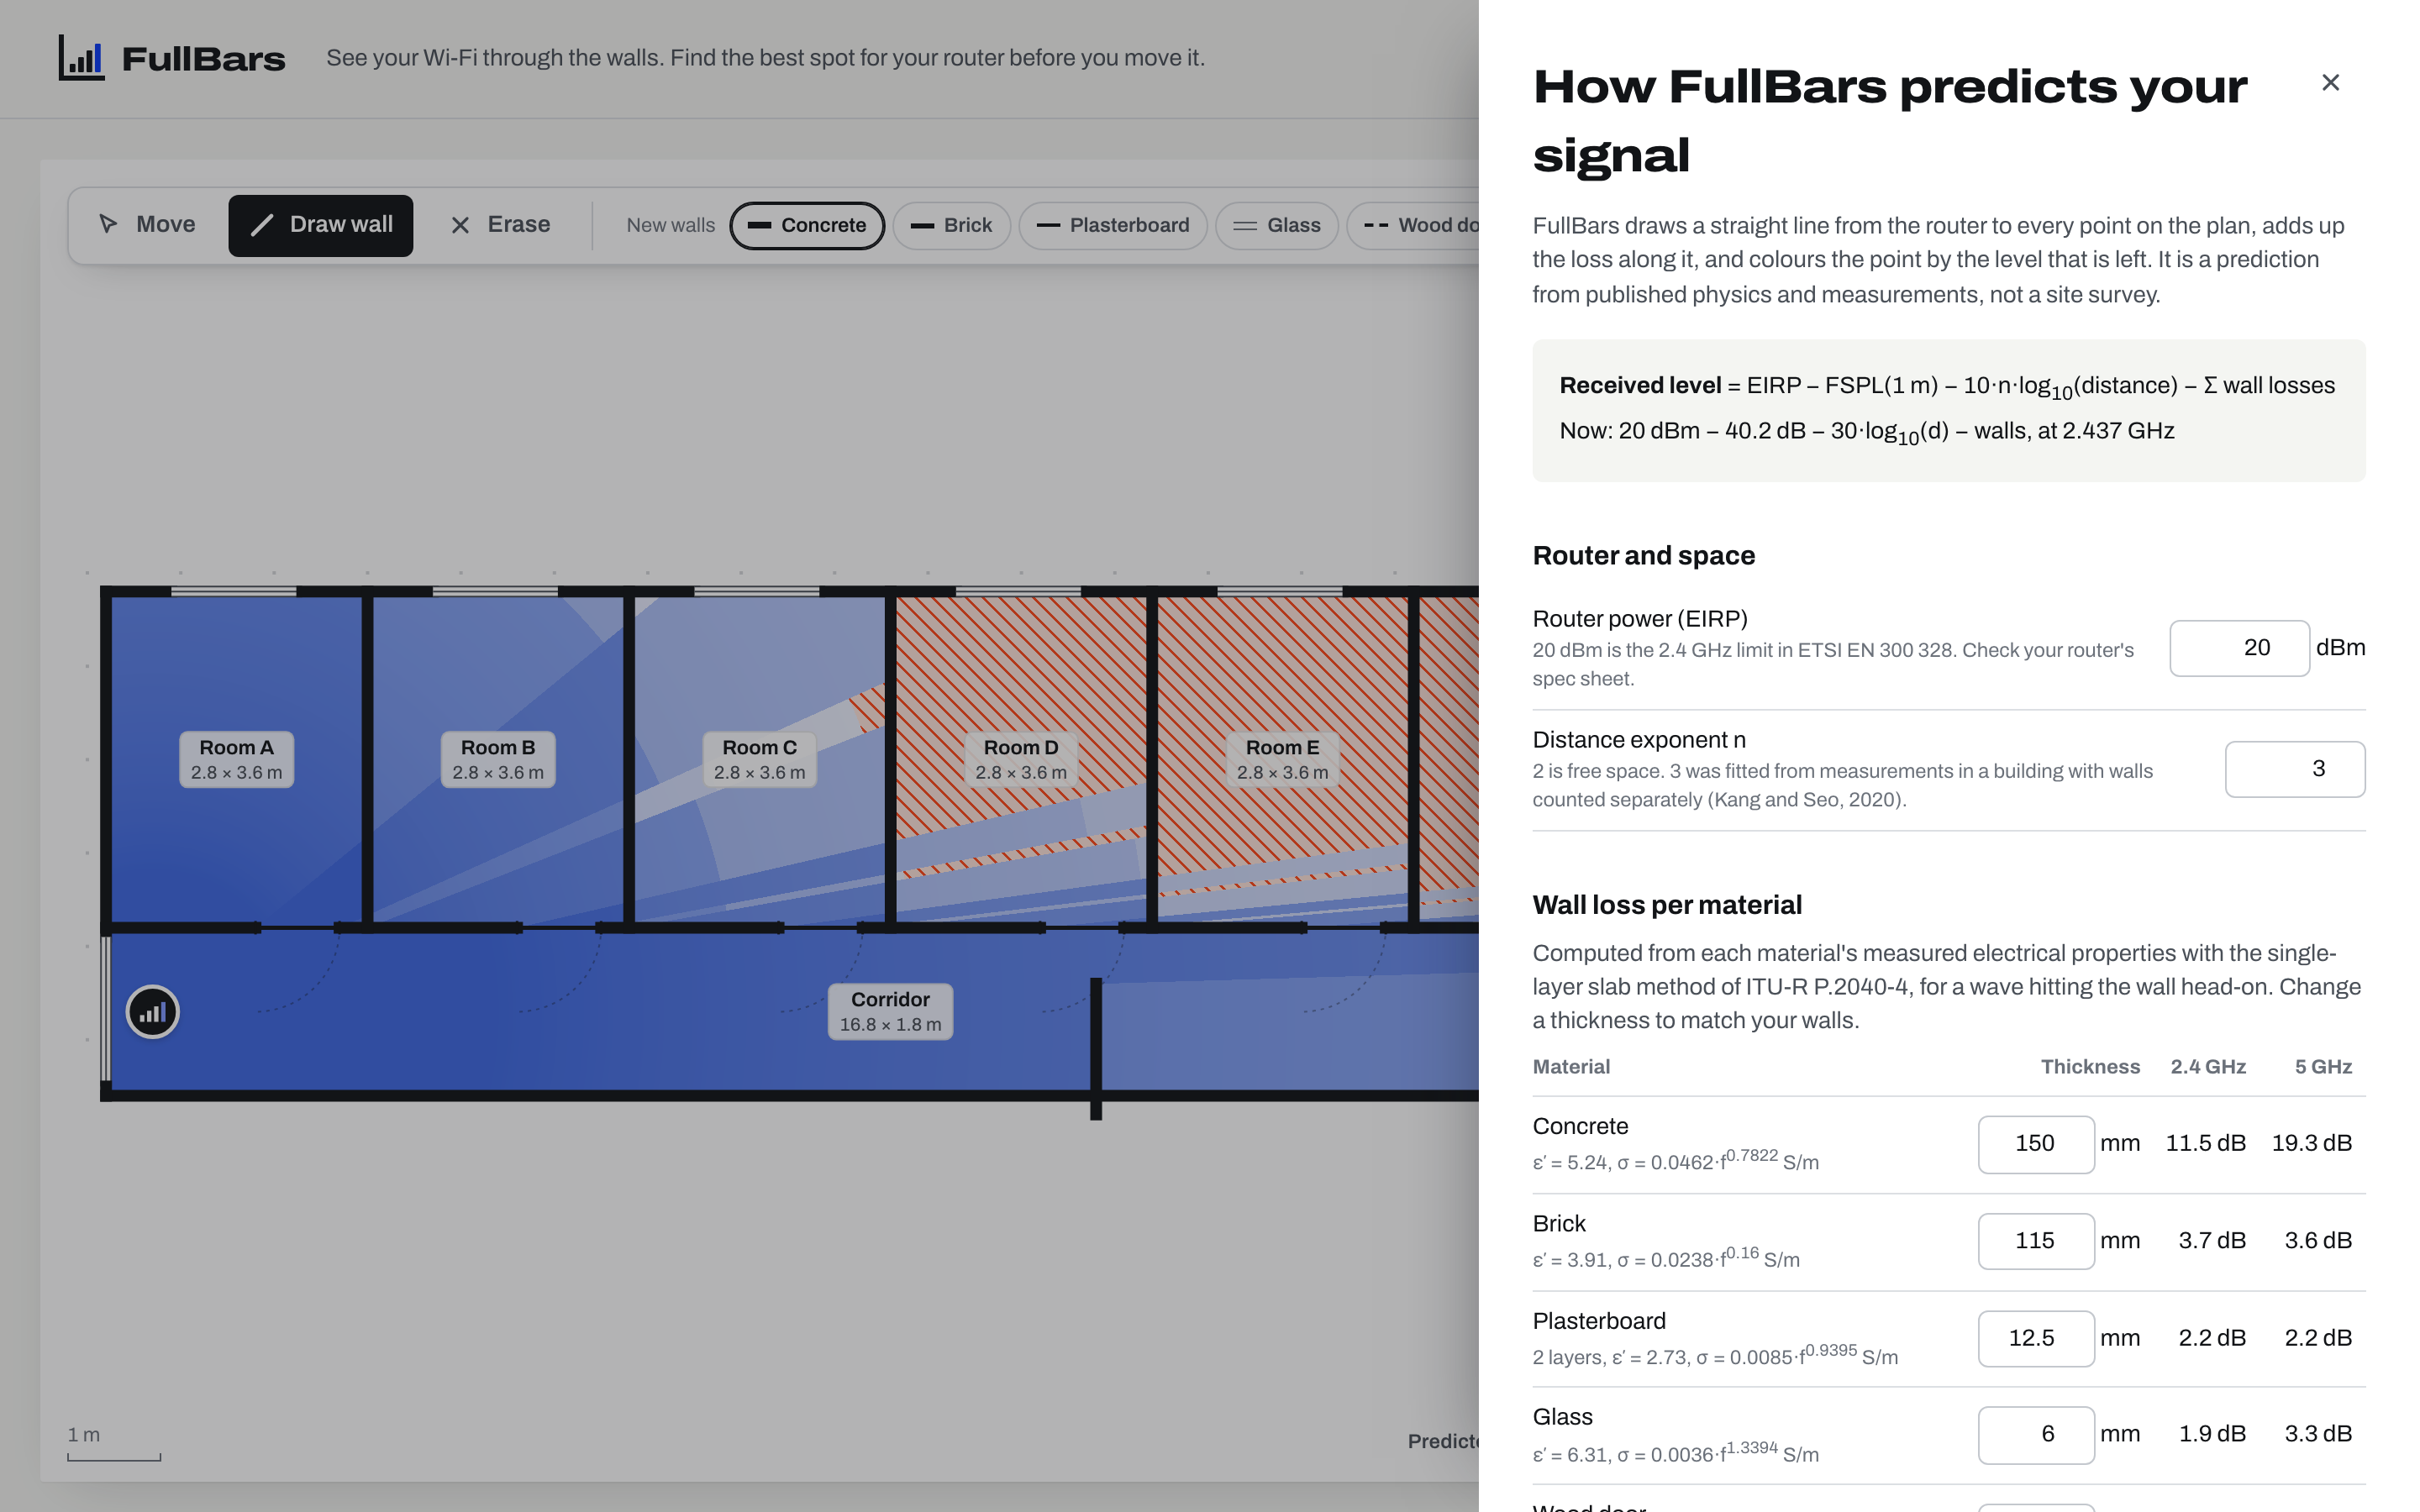 FullBars
See your Wi-Fi through the walls. Find the best spot for your router before you move it.
Move
Draw wall
Erase
New walls
Concrete
Brick
Plasterboard
Glass
Wood do
Room A
2.8 × 3.6 m
Room B
2.8 × 3.6 m
Room C
2.8 × 3.6 m
Room D
2.8 × 3.6 m
Room E
2.8 × 3.6 m
Corridor
16.8 × 1.8 m
1 m
Predict
How FullBars predicts your
signal
FullBars draws a straight line from the router to every point on the plan, adds up
the loss along it, and colours the point by the level that is left. It is a prediction
from published physics and measurements, not a site survey.
Received level = EIRP – FSPL(1 m) – 10·n·log10(distance) – Σ wall losses
Now: 20 dBm – 40.2 dB – 30·log10(d) – walls, at 2.437 GHz
Router and space
Router power (EIRP)
20 dBm is the 2.4 GHz limit in ETSI EN 300 328. Check your router's
spec sheet.
20 dBm
Distance exponent n
2 is free space. 3 was fitted from measurements in a building with walls
counted separately (Kang and Seo, 2020).
3
Wall loss per material
Computed from each material's measured electrical properties with the single-
layer slab method of ITU-R P.2040-4, for a wave hitting the wall head-on. Change
a thickness to match your walls.
Material Thickness 2.4 GHz 5 GHz
Concrete
ε′ = 5.24, σ = 0.0462·f^0.7822 S/m
150 mm 11.5 dB 19.3 dB
Brick
ε′ = 3.91, σ = 0.0238·f^0.16 S/m
115 mm 3.7 dB 3.6 dB
Plasterboard
2 layers, ε′ = 2.73, σ = 0.0085·f^0.9395 S/m
12.5 mm 2.2 dB 2.2 dB
Glass
ε′ = 6.31, σ = 0.0036·f^1.3394 S/m
6 mm 1.9 dB 3.3 dB
Wood door